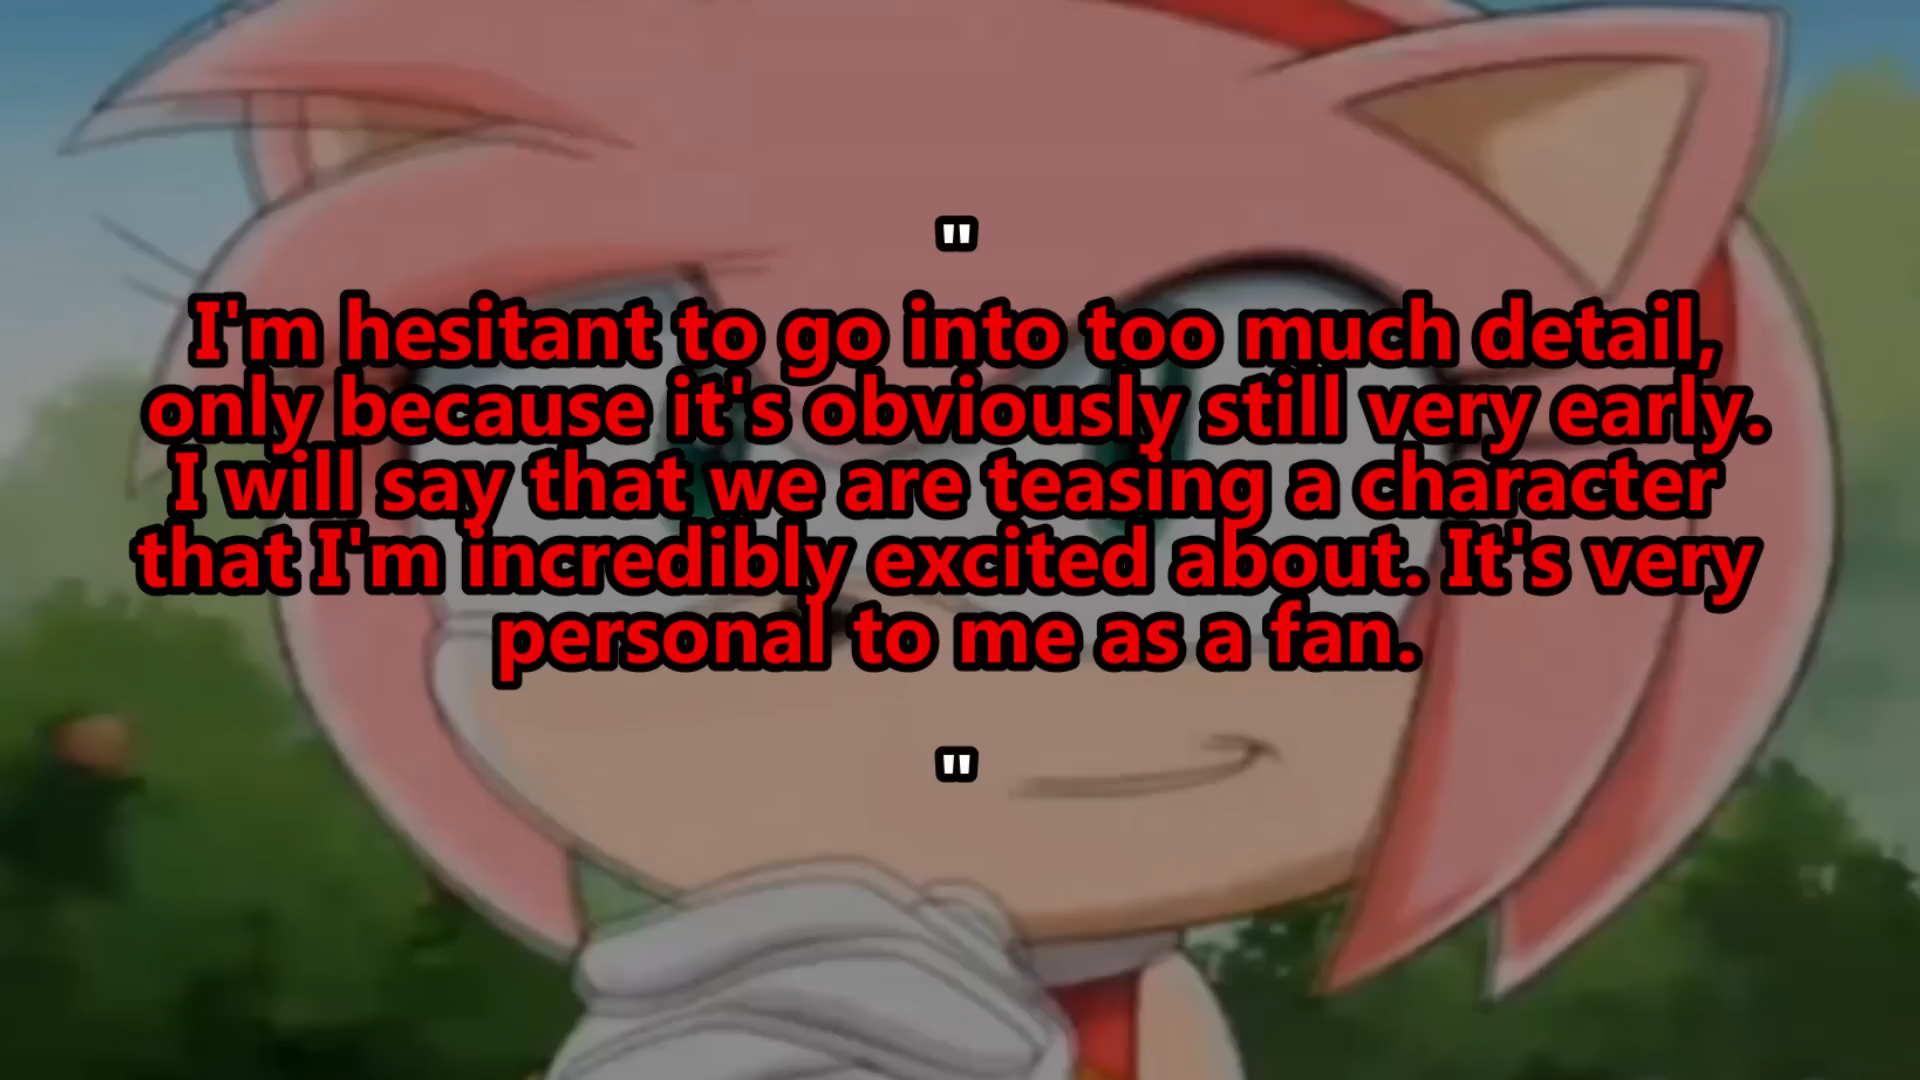 "
I'm hesitant to go into too much detail,
only because it's obviously still very early.
I will say that we are teasing a character
that I'm incredibly excited about. It's very
personal to me as a fan.
"